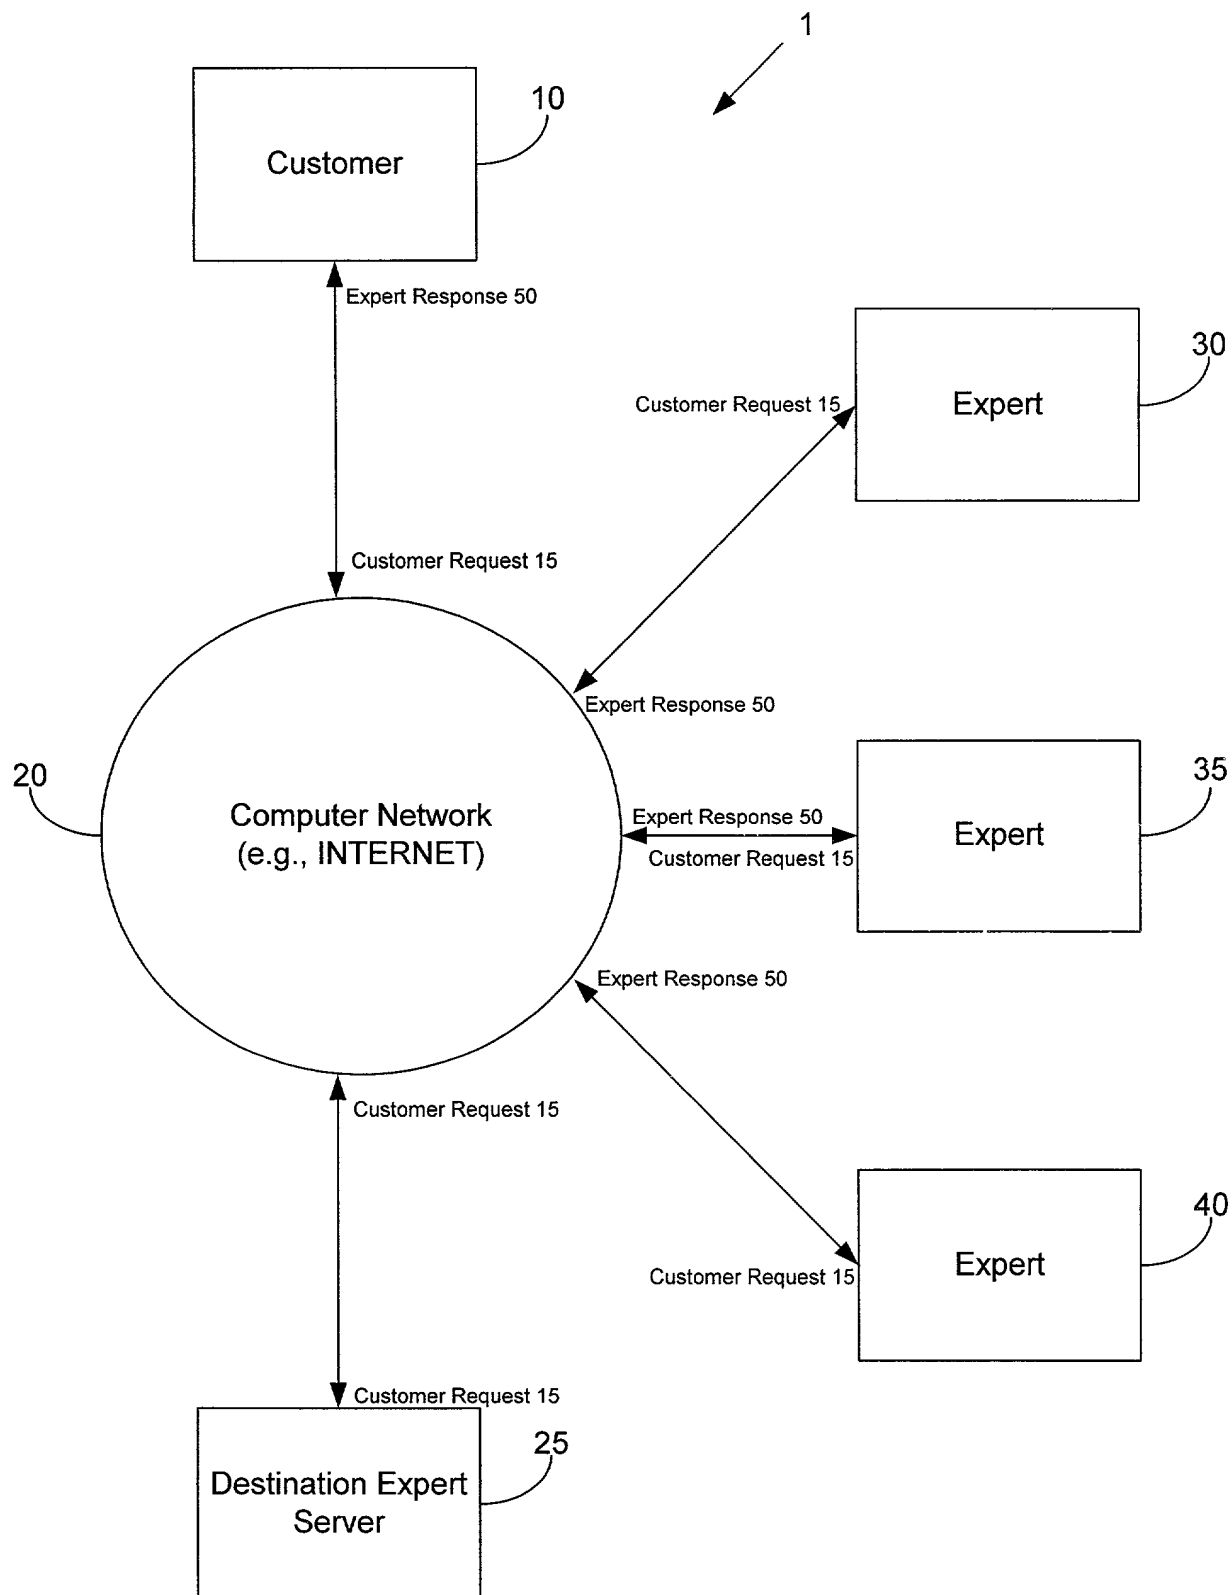 1
10
Customer
Expert Response 50
30
Customer Request 15
Expert
Customer Request 15
Expert Response 50
20
35
Computer Network
(e.g., INTERNET)
Expert Response 50
Customer Request 15
Expert
Expert Response 50
Customer Request 15
40
Expert
Customer Request 15
Customer Request 15
25
Destination Expert
Server